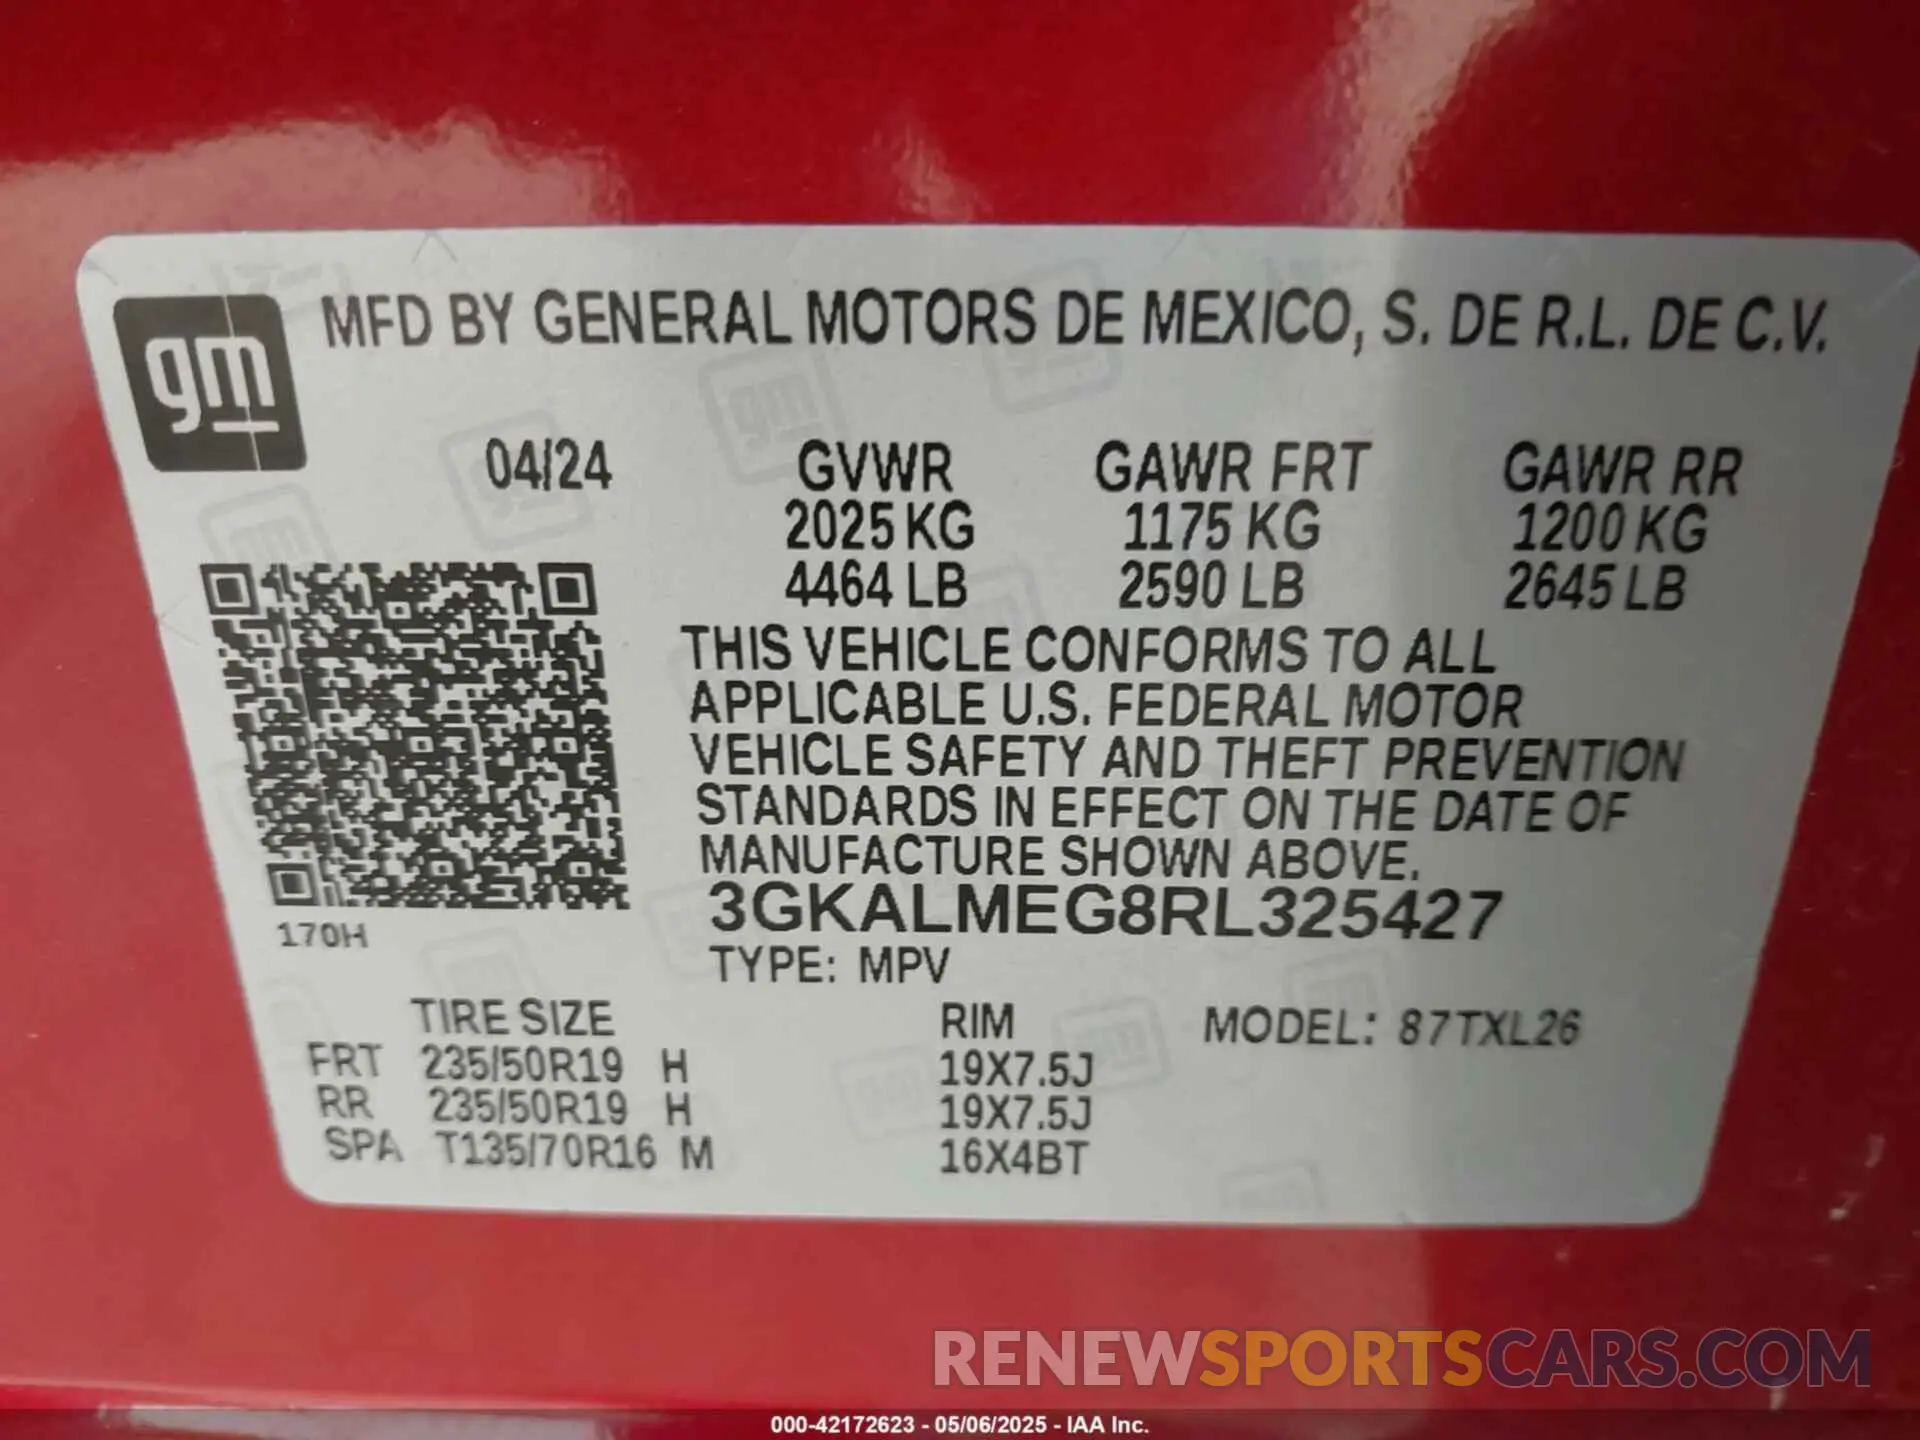 gm
MFD BY GENERAL MOTORS DE MEXICO, S. DE R.L. DE C.V.
04/24 GVWR GAWR FRT GAWR RR
2025 KG 1175 KG 1200 KG
4464 LB 2590 LB 2645 LB
THIS VEHICLE CONFORMS TO ALL
APPLICABLE U.S. FEDERAL MOTOR
VEHICLE SAFETY AND THEFT PREVENTION
STANDARDS IN EFFECT ON THE DATE OF
MANUFACTURE SHOWN ABOVE.
3GKALMEG8RL325427
170H
TYPE: MPV
TIRE SIZE RIM MODEL: 87TXL26
FRT 235/50R19 H 19X7.5J
RR 235/50R19 H 19X7.5J
SPA T135/70R16 M 16X4BT
RENEWSPORTSCARS.COM
000-42172623 - 05/06/2025 - IAA Inc.